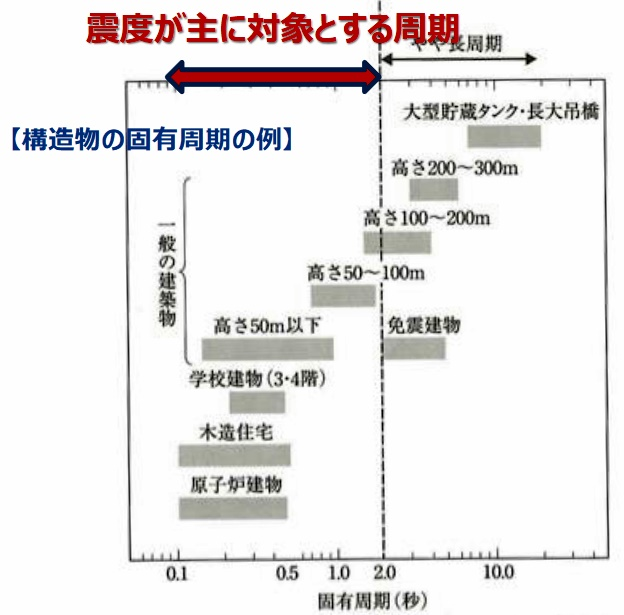 震度が主に対象とする周期
やや長周期
【構造物の固有周期の例】
大型貯蔵タンク・長大吊橋
高さ200～300m
高さ100～200m
高さ50～100m
一般の建築物
高さ50m以下
免震建物
学校建物(3・4階)
木造住宅
原子炉建物
0.1 0.5 1.0 2.0 10.0
固有周期(秒)